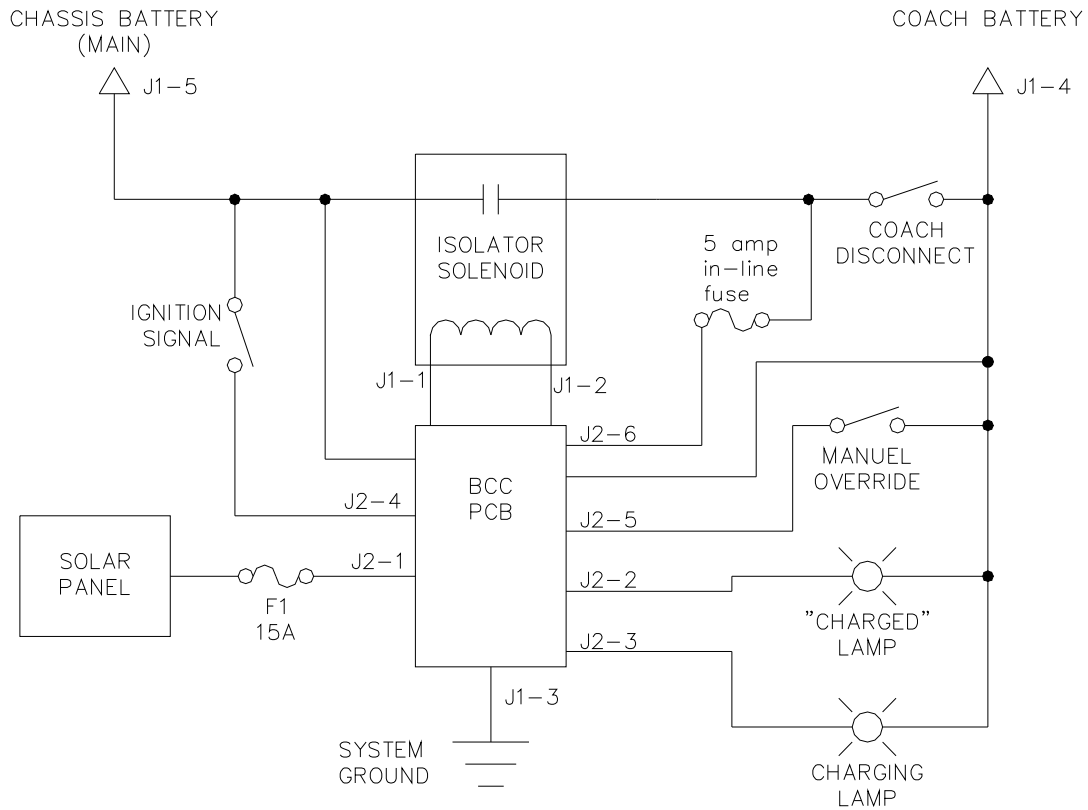 CHASSIS BATTERY
(MAIN)
COACH BATTERY
J1-5
J1-4
ISOLATOR
SOLENOID
5 amp
in-line
fuse
COACH
DISCONNECT
IGNITION
SIGNAL
J1-1
J1-2
J2-6
MANUEL
OVERRIDE
BCC
PCB
J2-4
J2-5
SOLAR
PANEL
J2-1
F1
15A
J2-2
"CHARGED"
LAMP
J2-3
J1-3
SYSTEM
GROUND
CHARGING
LAMP